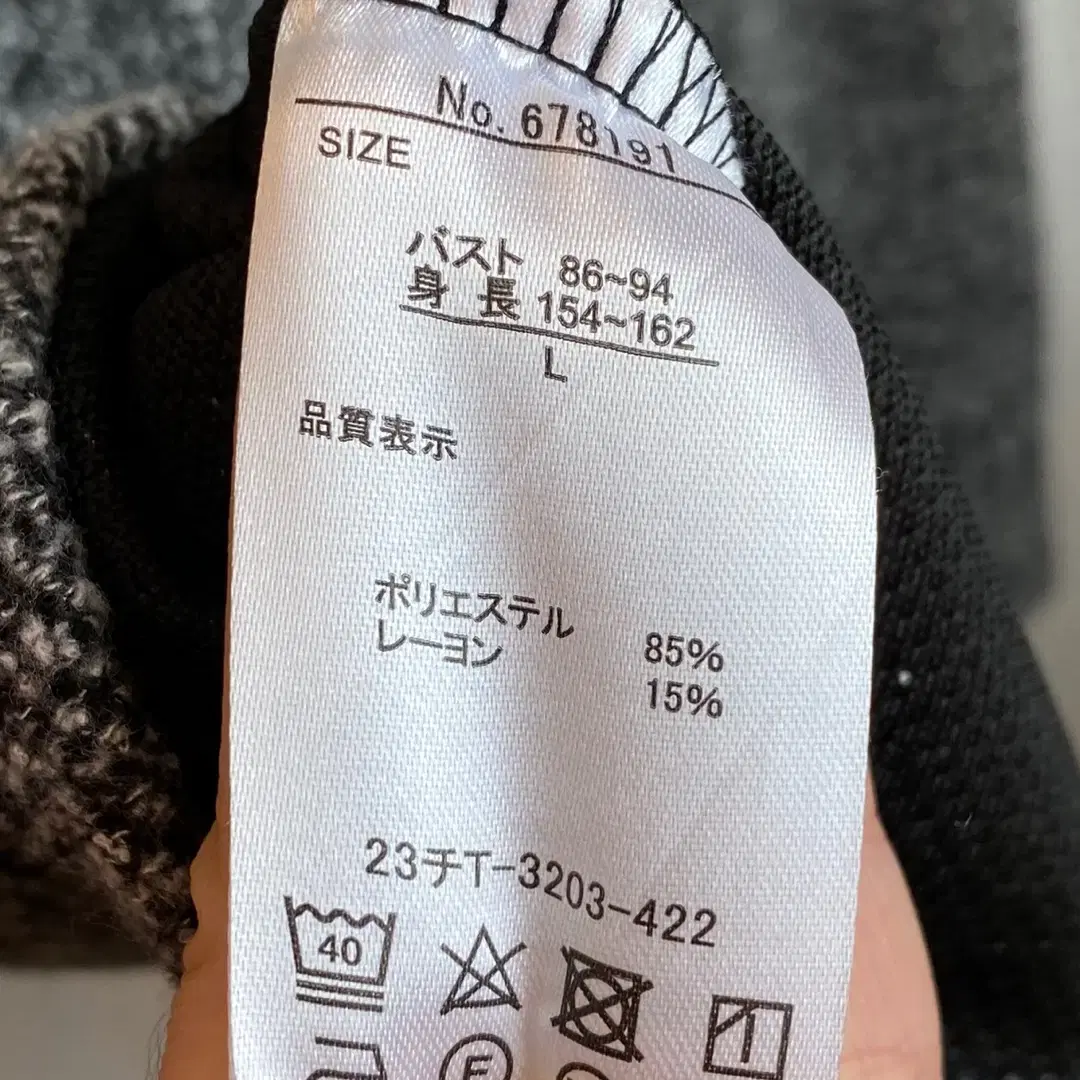 No. 678191
SIZE
バスト 86~94
身 長 154~162
L
品質表示
ポリエステル 85%
レーヨン 15%
23チT-3203-422
40
F